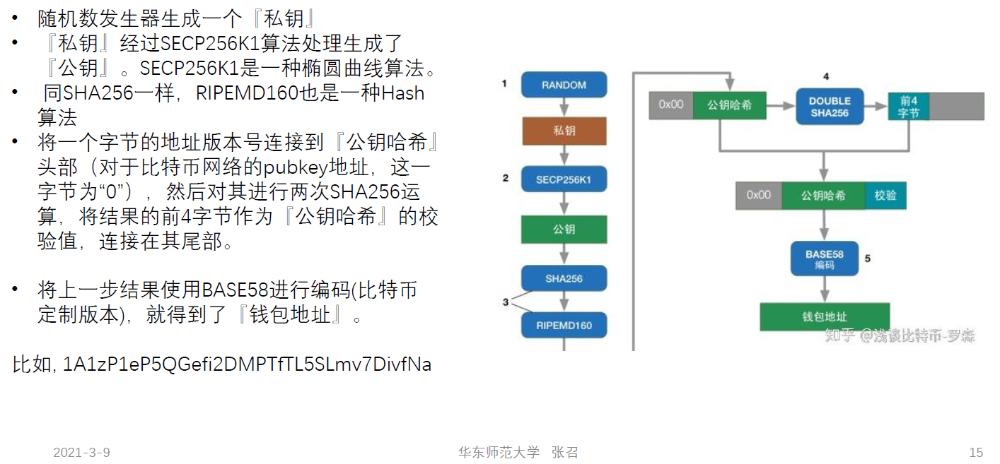 • 随机数发生器生成一个『私钥』
• 『私钥』经过SECP256K1算法处理生成了
『公钥』。SECP256K1是一种椭圆曲线算法。
• 同SHA256一样，RIPEMD160也是一种Hash
算法
• 将一个字节的地址版本号连接到『公钥哈希』
头部（对于比特币网络的pubkey地址，这一
字节为“0”），然后对其进行两次SHA256运
算，将结果的前4字节作为『公钥哈希』的校
验值，连接在其尾部。
• 将上一步结果使用BASE58进行编码(比特币
定制版本)，就得到了『钱包地址』。
比如, 1A1zP1eP5QGefi2DMPTfTL5SLmv7DivfNa
1
RANDOM
私钥
2
SECP256K1
公钥
SHA256
3
RIPEMD160
4
0x00
公钥哈希
DOUBLE
SHA256
前4
字节
0x00
公钥哈希
校验
BASE58
编码
5
钱包地址
知乎 @浅谈比特币-罗森
2021-3-9
华东师范大学 张召
15